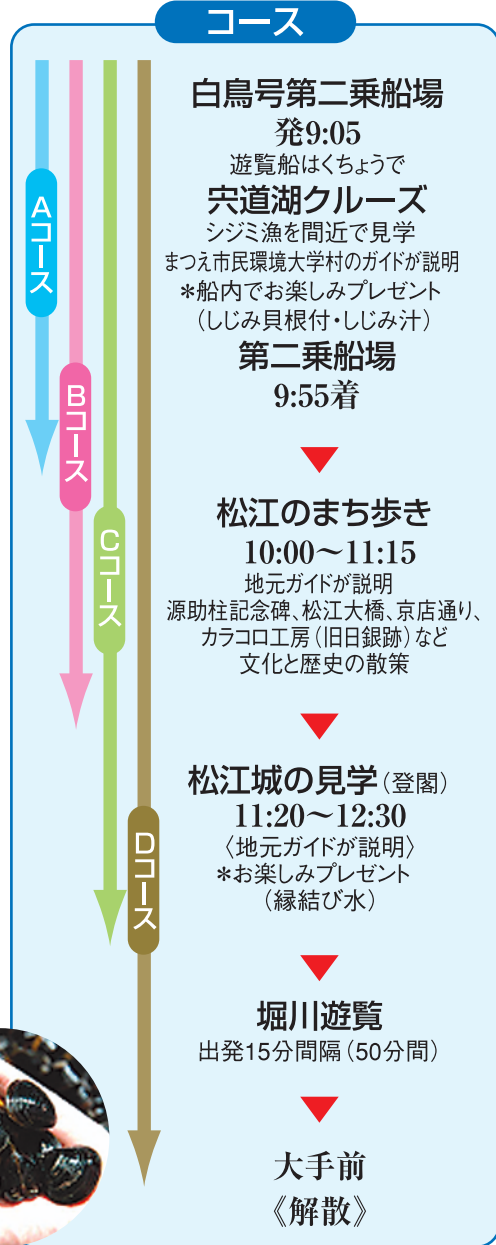 コース
Aコース
Bコース
Cコース
Dコース
白鳥号第二乗船場
発9:05
遊覧船はくちょうで
宍道湖クルーズ
シジミ漁を間近で見学
まつえ市民環境大学村のガイドが説明
*船内でお楽しみプレゼント
（しじみ貝根付・しじみ汁）
第二乗船場
9:55着
松江のまち歩き
10:00〜11:15
地元ガイドが説明
源助柱記念碑、松江大橋、京店通り、
カラコロ工房（旧日銀跡）など
文化と歴史の散策
松江城の見学（登閣）
11:20〜12:30
〈地元ガイドが説明〉
*お楽しみプレゼント
（縁結び水）
堀川遊覧
出発15分間隔（50分間）
大手前
《解散》